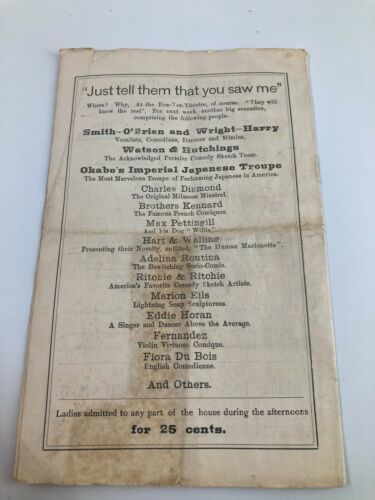 "Just tell them that you saw me"
Where? Why, At the Theatre, of course. "They will
know the rest". For next week, another big sensation,
comprising the following people:
Smith-O'Brien and Wright-Harry
Vocalists, Comedians, Dancers and Mimics.
Watson & Hutchings
The Acknowledged Premier Comedy Sketch Team.
Okabe's Imperial Japanese Troupe
The Most Marvelous Troupe of Performing Japanese in America.
Charles Diamond
The Original Milanese Minstrel.
Brothers Kennard
The Famous French Comiques.
Max Pettingill
And his Dog "Willis".
Hart & Walling
Presenting their Novelty, entitled, "The Human Marionette".
Adelina Routina
The Bewitching Serio-Comic.
Ritchie & Ritchie
America's Favorite Comedy Sketch Artists.
Marion Ells
Lightning Soap Sculpturess.
Eddie Horan
A Singer and Dancer Above the Average.
Fernandez
Violin Virtuoso Comique.
Flora Du Bois
English Comedienne.
And Others.
Ladies admitted to any part of the house during the afternoons
for 25 cents.